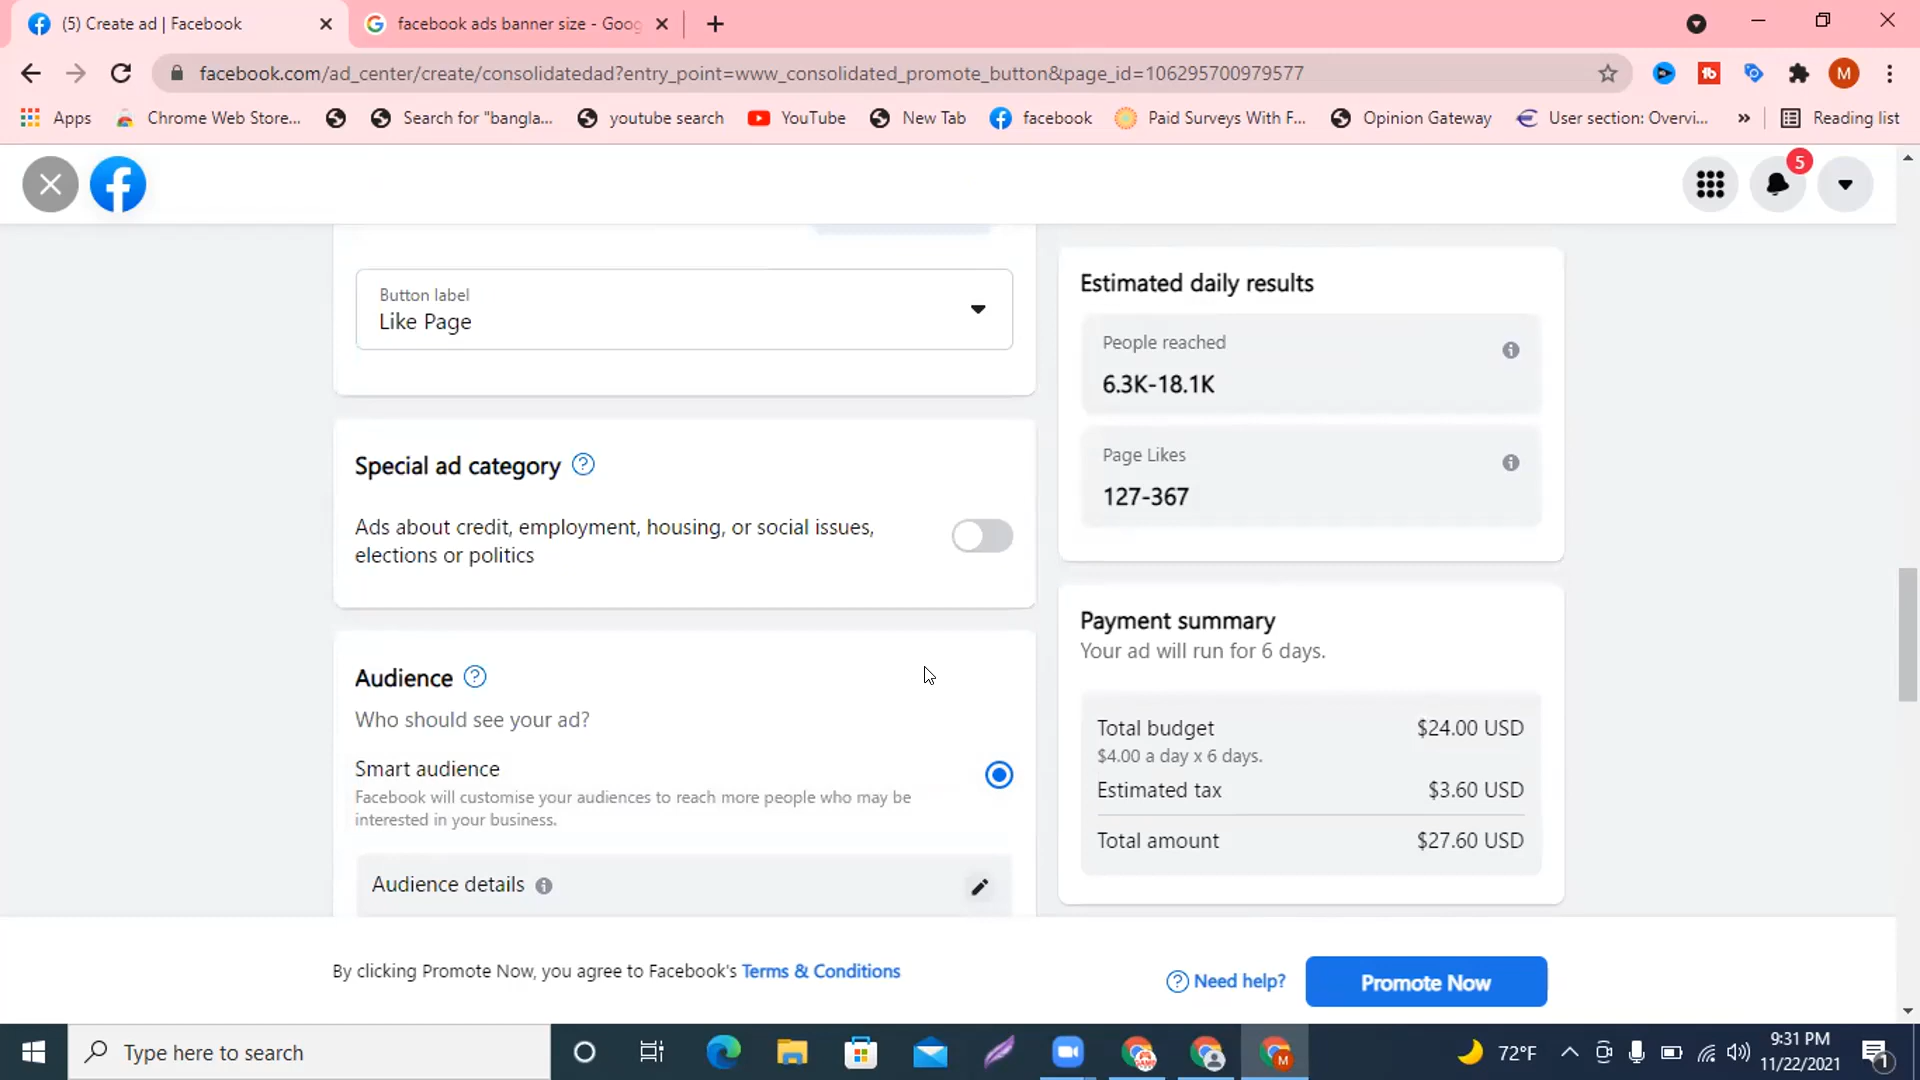 (5) Create ad | Facebook
facebook ads banner size - Goog
facebook.com/ad_center/create/consolidatedad?entry_point=www_consolidated_promote_button&page_id=106295700979577
M
Apps
Chrome Web Store...
Search for "bangla...
youtube search
YouTube
New Tab
facebook
Paid Surveys With F...
Opinion Gateway
User section: Overvi...
»
Reading list
5
Button label
Like Page
Special ad category
Ads about credit, employment, housing, or social issues,
elections or politics
Audience
Who should see your ad?
Smart audience
Facebook will customise your audiences to reach more people who may be
interested in your business.
Audience details
Estimated daily results
People reached
6.3K-18.1K
Page Likes
127-367
Payment summary
Your ad will run for 6 days.
Total budget $24.00 USD
$4.00 a day x 6 days.
Estimated tax $3.60 USD
Total amount $27.60 USD
By clicking Promote Now, you agree to Facebook's Terms & Conditions
Need help?
Promote Now
Type here to search
M
72°F
9:31 PM
11/22/2021
1